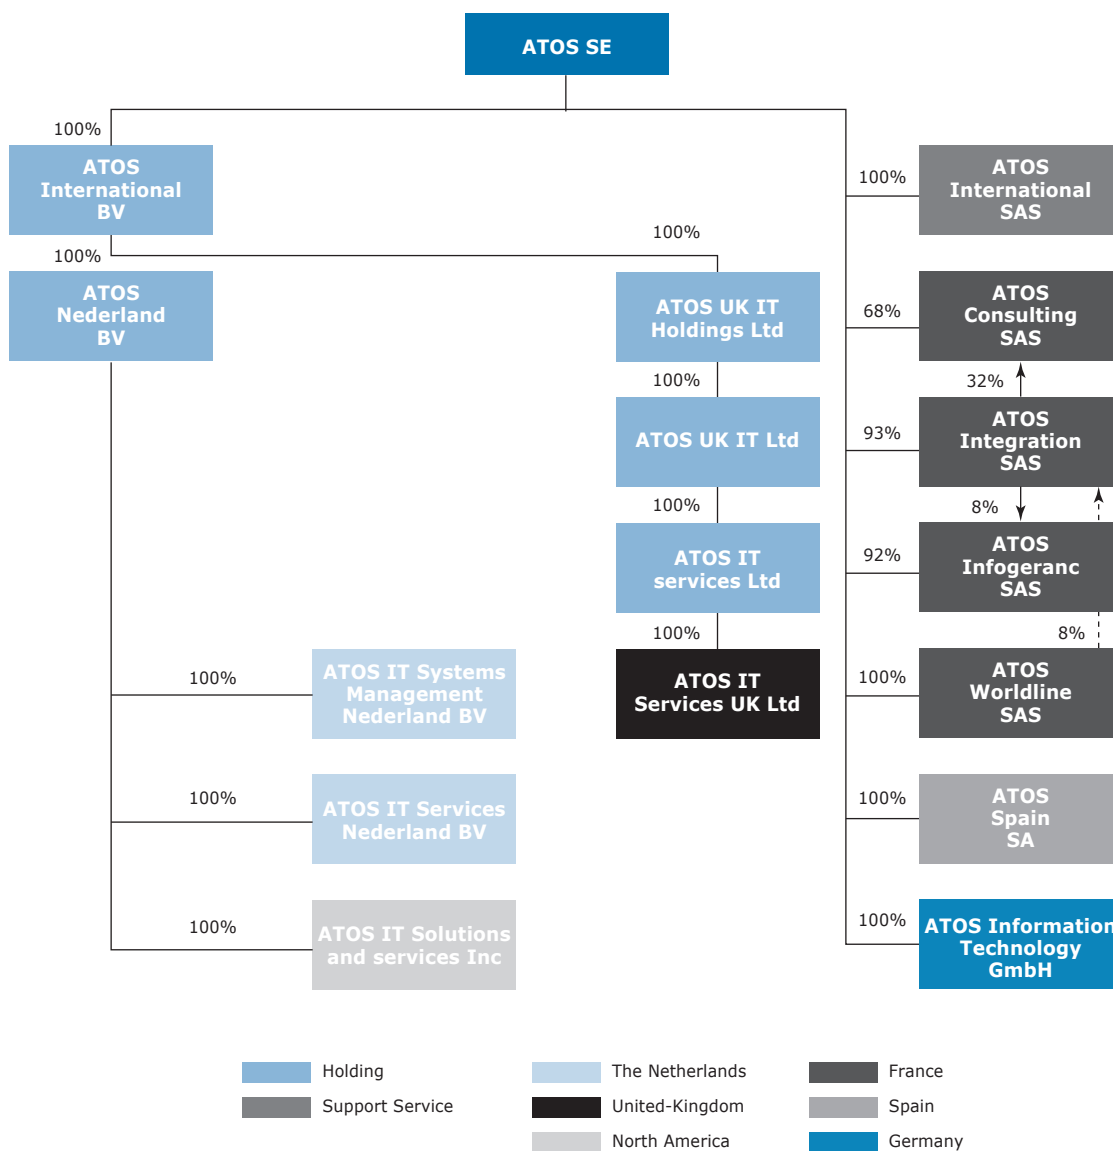 ATOS SE
100%
ATOS
International
BV
100%
ATOS
International
SAS
100%
100%
ATOS
Nederland
BV
ATOS UK IT
Holdings Ltd
68%
ATOS
Consulting
SAS
100%
32%
ATOS UK IT Ltd
93%
ATOS
Integration
SAS
100%
8%
ATOS IT
services Ltd
92%
ATOS
Infogeranc
SAS
100%
8%
100%
ATOS IT Systems
Management
Nederland BV
ATOS IT
Services UK Ltd
100%
ATOS
Worldline
SAS
100%
ATOS IT Services
Nederland BV
100%
ATOS
Spain
SA
100%
ATOS IT Solutions
and services Inc
100%
ATOS Information
Technology
GmbH
Holding
The Netherlands
France
Support Service
United-Kingdom
Spain
North America
Germany